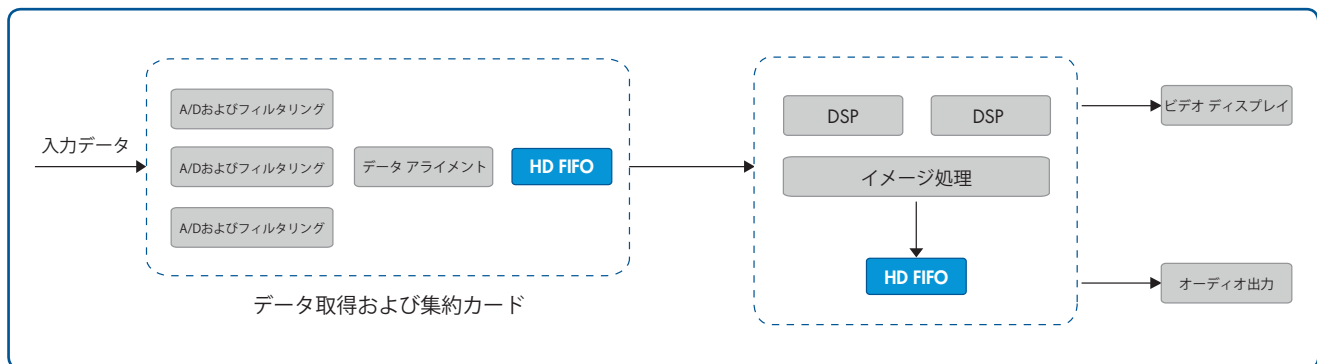 入力データ
A/Dおよびフィルタリング
A/Dおよびフィルタリング
A/Dおよびフィルタリング
データ アライメント
HD FIFO
データ取得および集約カード
DSP
DSP
イメージ処理
HD FIFO
ビデオ ディスプレイ
オーディオ出力